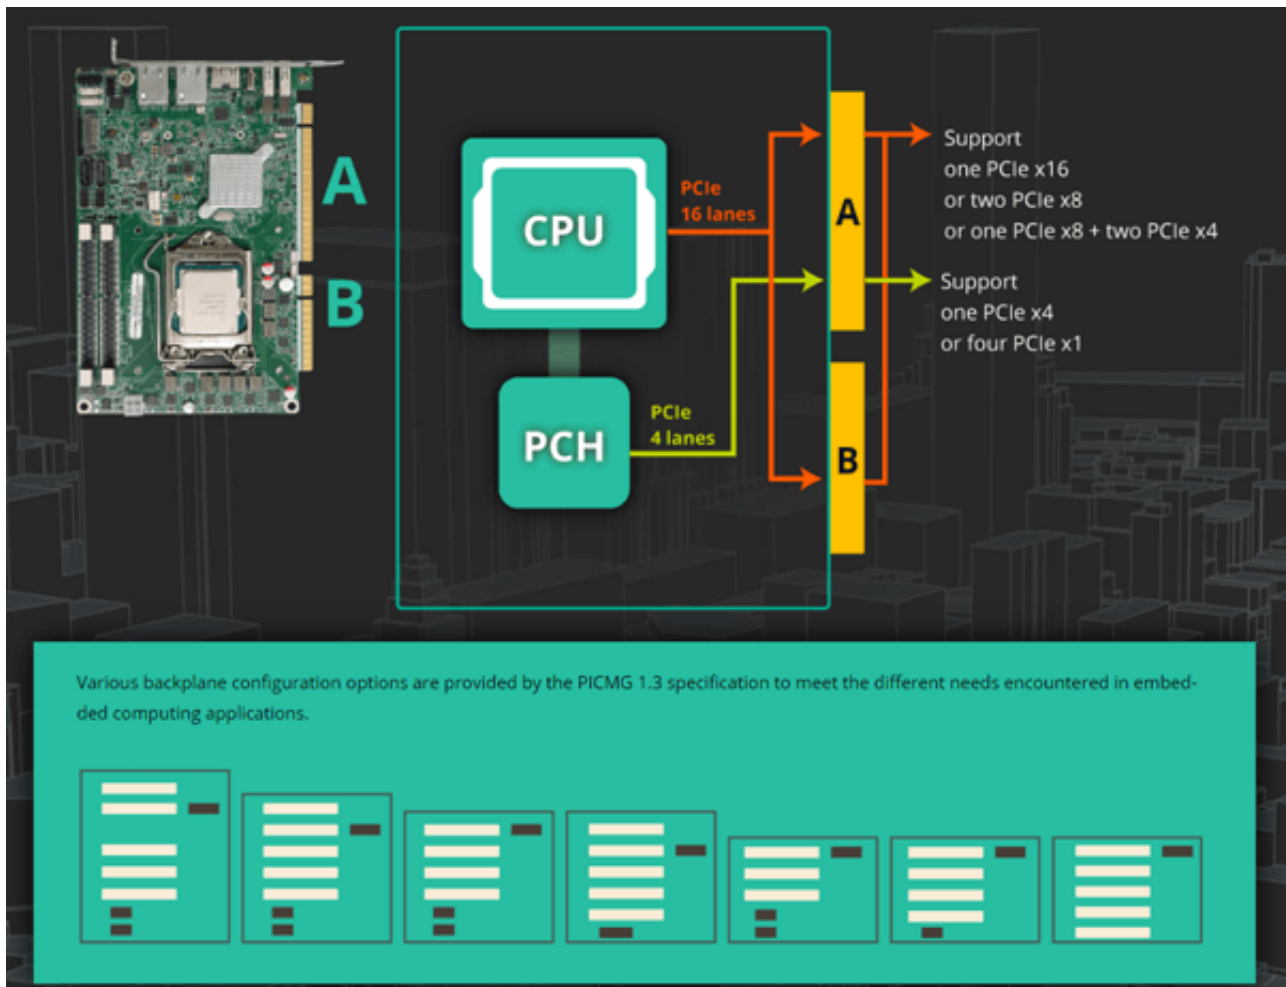 A
B
CPU
PCIe
16 lanes
A
Support
one PCIe x16
or two PCIe x8
or one PCIe x8 + two PCIe x4
Support
one PCIe x4
or four PCIe x1
PCH
PCIe
4 lanes
B
Various backplane configuration options are provided by the PICMG 1.3 specification to meet the different needs encountered in embed-
ded computing applications.